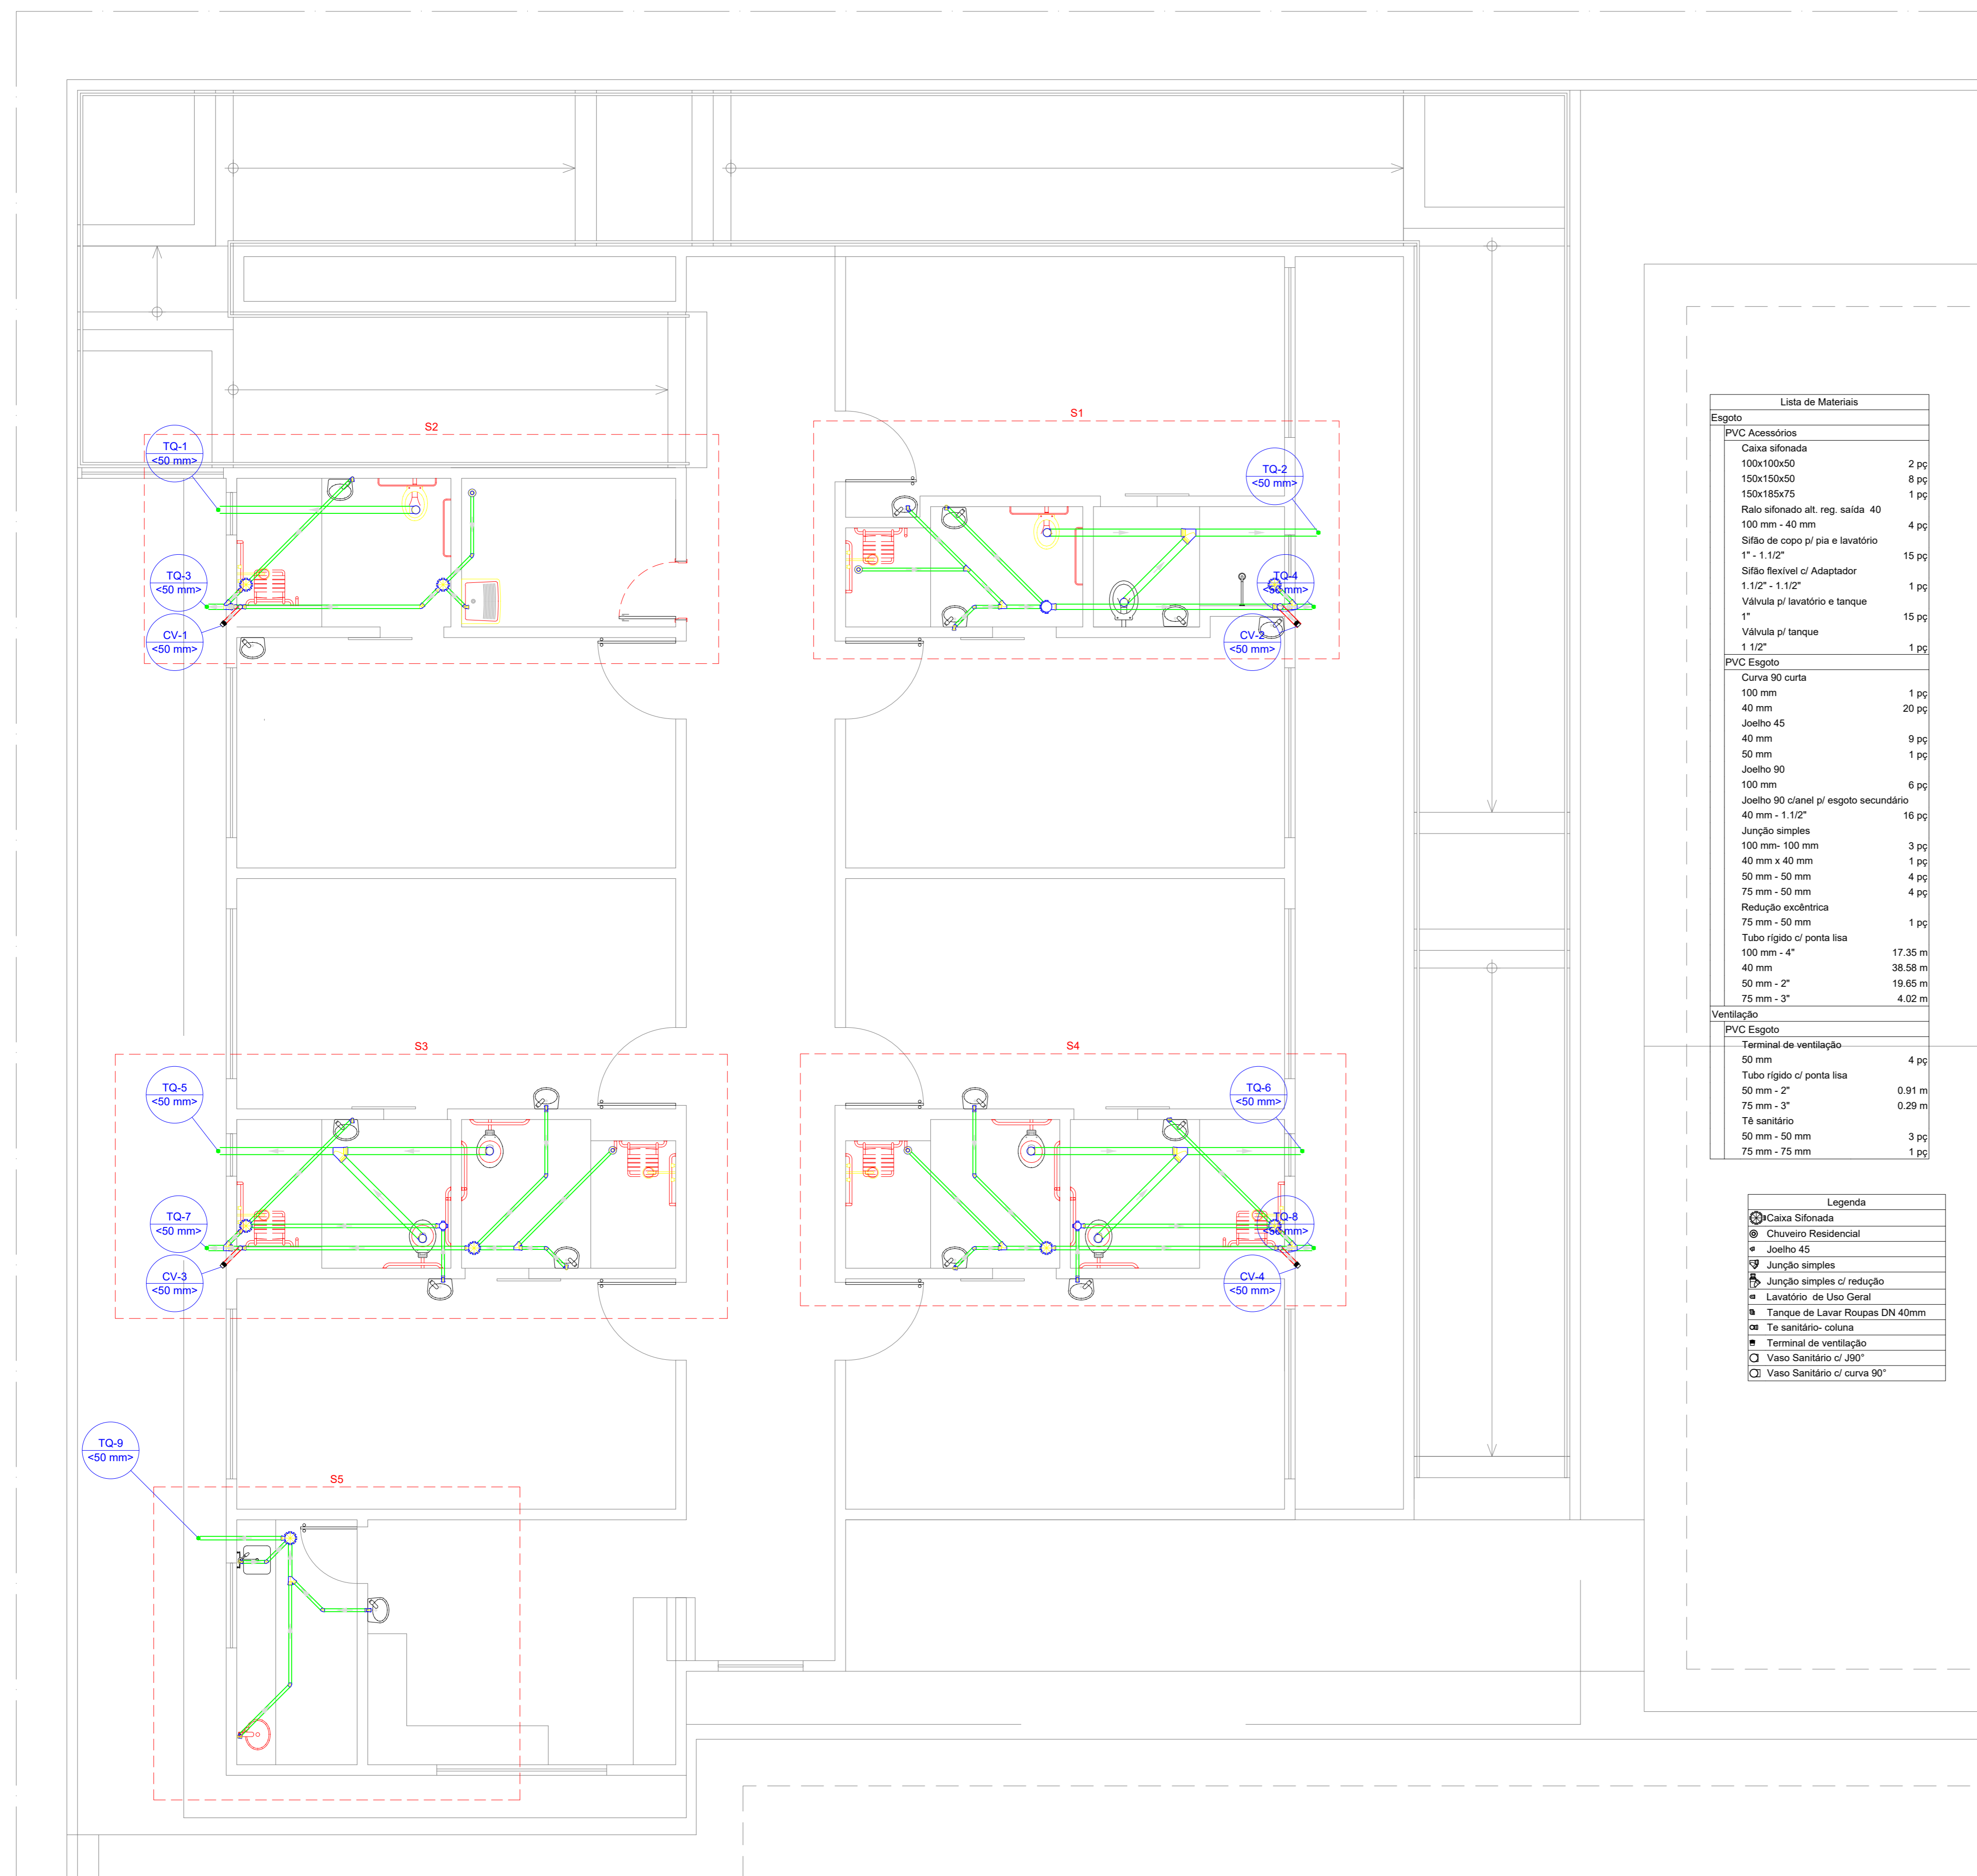 S2
TQ-1
<50 mm>
TQ-3
<50 mm>
CV-1
<50 mm>
S1
TQ-2
<50 mm>
TQ-4
<50 mm>
CV-2
<50 mm>
S3
TQ-5
<50 mm>
TQ-7
<50 mm>
CV-3
<50 mm>
S4
TQ-6
<50 mm>
TQ-8
<50 mm>
CV-4
<50 mm>
TQ-9
<50 mm>
S5
Lista de Materiais
Esgoto
PVC Acessórios
Caixa sifonada
100x100x50 2 pç
150x150x50 8 pç
150x185x75 1 pç
Ralo sifonado alt. reg. saída 40
100 mm - 40 mm 4 pç
Sifão de copo p/ pia e lavatório
1" - 1.1/2" 15 pç
Sifão flexível c/ Adaptador
1.1/2" - 1.1/2" 1 pç
Válvula p/ lavatório e tanque
1" 15 pç
Válvula p/ tanque
1 1/2" 1 pç
PVC Esgoto
Curva 90 curta
100 mm 1 pç
40 mm 20 pç
Joelho 45
40 mm 9 pç
50 mm 1 pç
Joelho 90
100 mm 6 pç
Joelho 90 c/anel p/ esgoto secundário
40 mm - 1.1/2" 16 pç
Junção simples
100 mm- 100 mm 3 pç
40 mm x 40 mm 1 pç
50 mm - 50 mm 4 pç
75 mm - 50 mm 4 pç
Redução excêntrica
75 mm - 50 mm 1 pç
Tubo rígido c/ ponta lisa
100 mm - 4" 17.35 m
40 mm 38.58 m
50 mm - 2" 19.65 m
75 mm - 3" 4.02 m
Ventilação
PVC Esgoto
Terminal de ventilação
50 mm 4 pç
Tubo rígido c/ ponta lisa
50 mm - 2" 0.91 m
75 mm - 3" 0.29 m
Tê sanitário
50 mm - 50 mm 3 pç
75 mm - 75 mm 1 pç
Legenda
Caixa Sifonada
Chuveiro Residencial
Joelho 45
Junção simples
Junção simples c/ redução
Lavatório de Uso Geral
Tanque de Lavar Roupas DN 40mm
Te sanitário- coluna
Terminal de ventilação
Vaso Sanitário c/ J90°
Vaso Sanitário c/ curva 90°